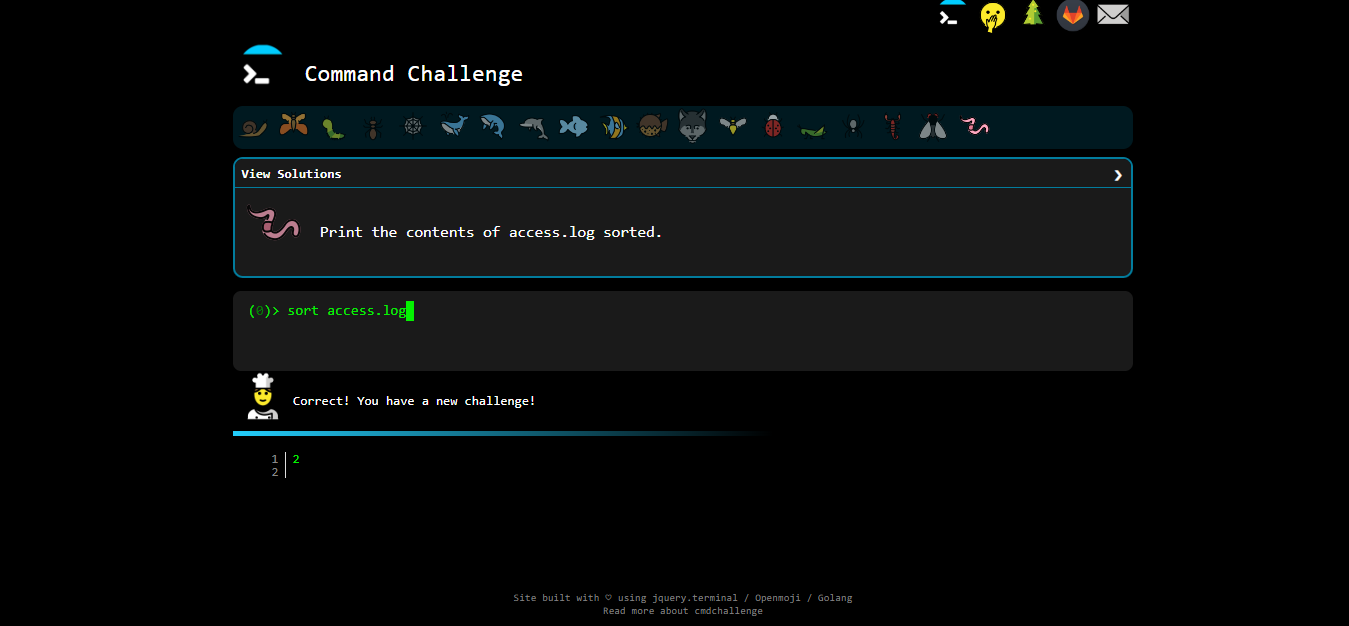 Command Challenge
View Solutions
Print the contents of access.log sorted.
(0)> sort access.log
Correct! You have a new challenge!
1 2
2
Site built with ♡ using jquery.terminal / Openmoji / Golang
Read more about cmdchallenge